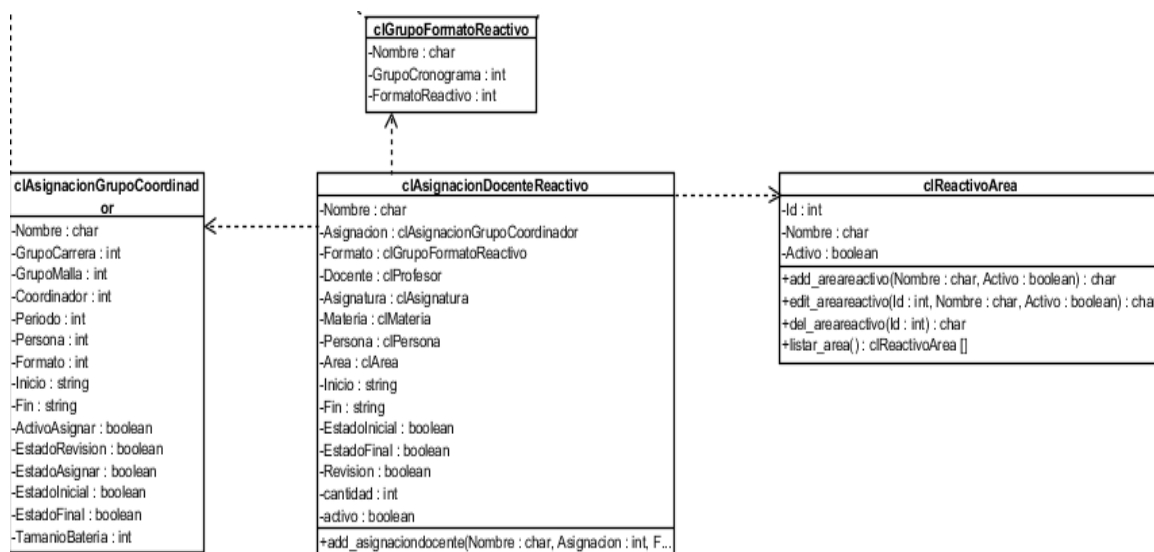 clGrupoFormatoReactivo
-Nombre : char
-GrupoCronograma : int
-FormatoReactivo : int
clAsignacionGrupoCoordinad
or
-Nombre : char
-GrupoCarrera : int
-GrupoMalla : int
-Coordinador : int
-Periodo : int
-Persona : int
-Formato : int
-Inicio : string
-Fin : string
-ActivoAsignar : boolean
-EstadoRevision : boolean
-EstadoAsignar : boolean
-EstadoInicial : boolean
-EstadoFinal : boolean
-TamanioBateria : int
clAsignacionDocenteReactivo
-Nombre : char
-Asignacion : clAsignacionGrupoCoordinador
-Formato : clGrupoFormatoReactivo
-Docente : clProfesor
-Asignatura : clAsignatura
-Materia : clMateria
-Persona : clPersona
-Area : clArea
-Inicio : string
-Fin : string
-EstadoInicial : boolean
-EstadoFinal : boolean
-Revision : boolean
-cantidad : int
-activo : boolean
+add_asignaciondocente(Nombre : char, Asignacion : int, F...
clReactivoArea
-Id : int
-Nombre : char
-Activo : boolean
+add_areareactivo(Nombre : char, Activo : boolean) : char
+edit_areareactivo(Id : int, Nombre : char, Activo : boolean) : cha
+del_areareactivo(Id : int) : char
+listar_area() : clReactivoArea []